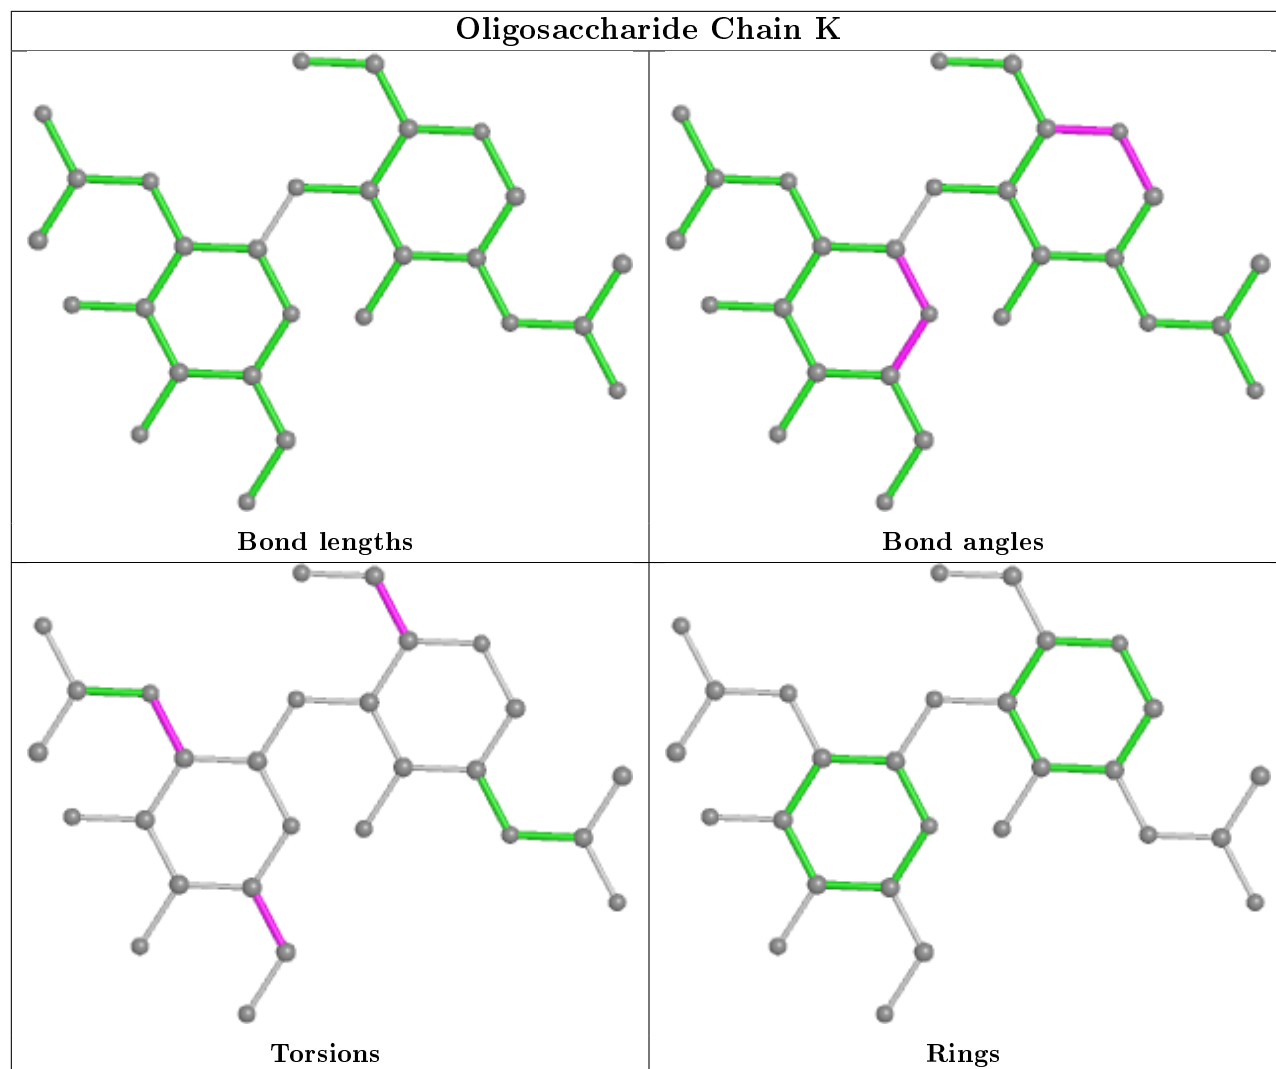 Oligosaccharide Chain K
Bond lengths
Bond angles
Torsions
Rings